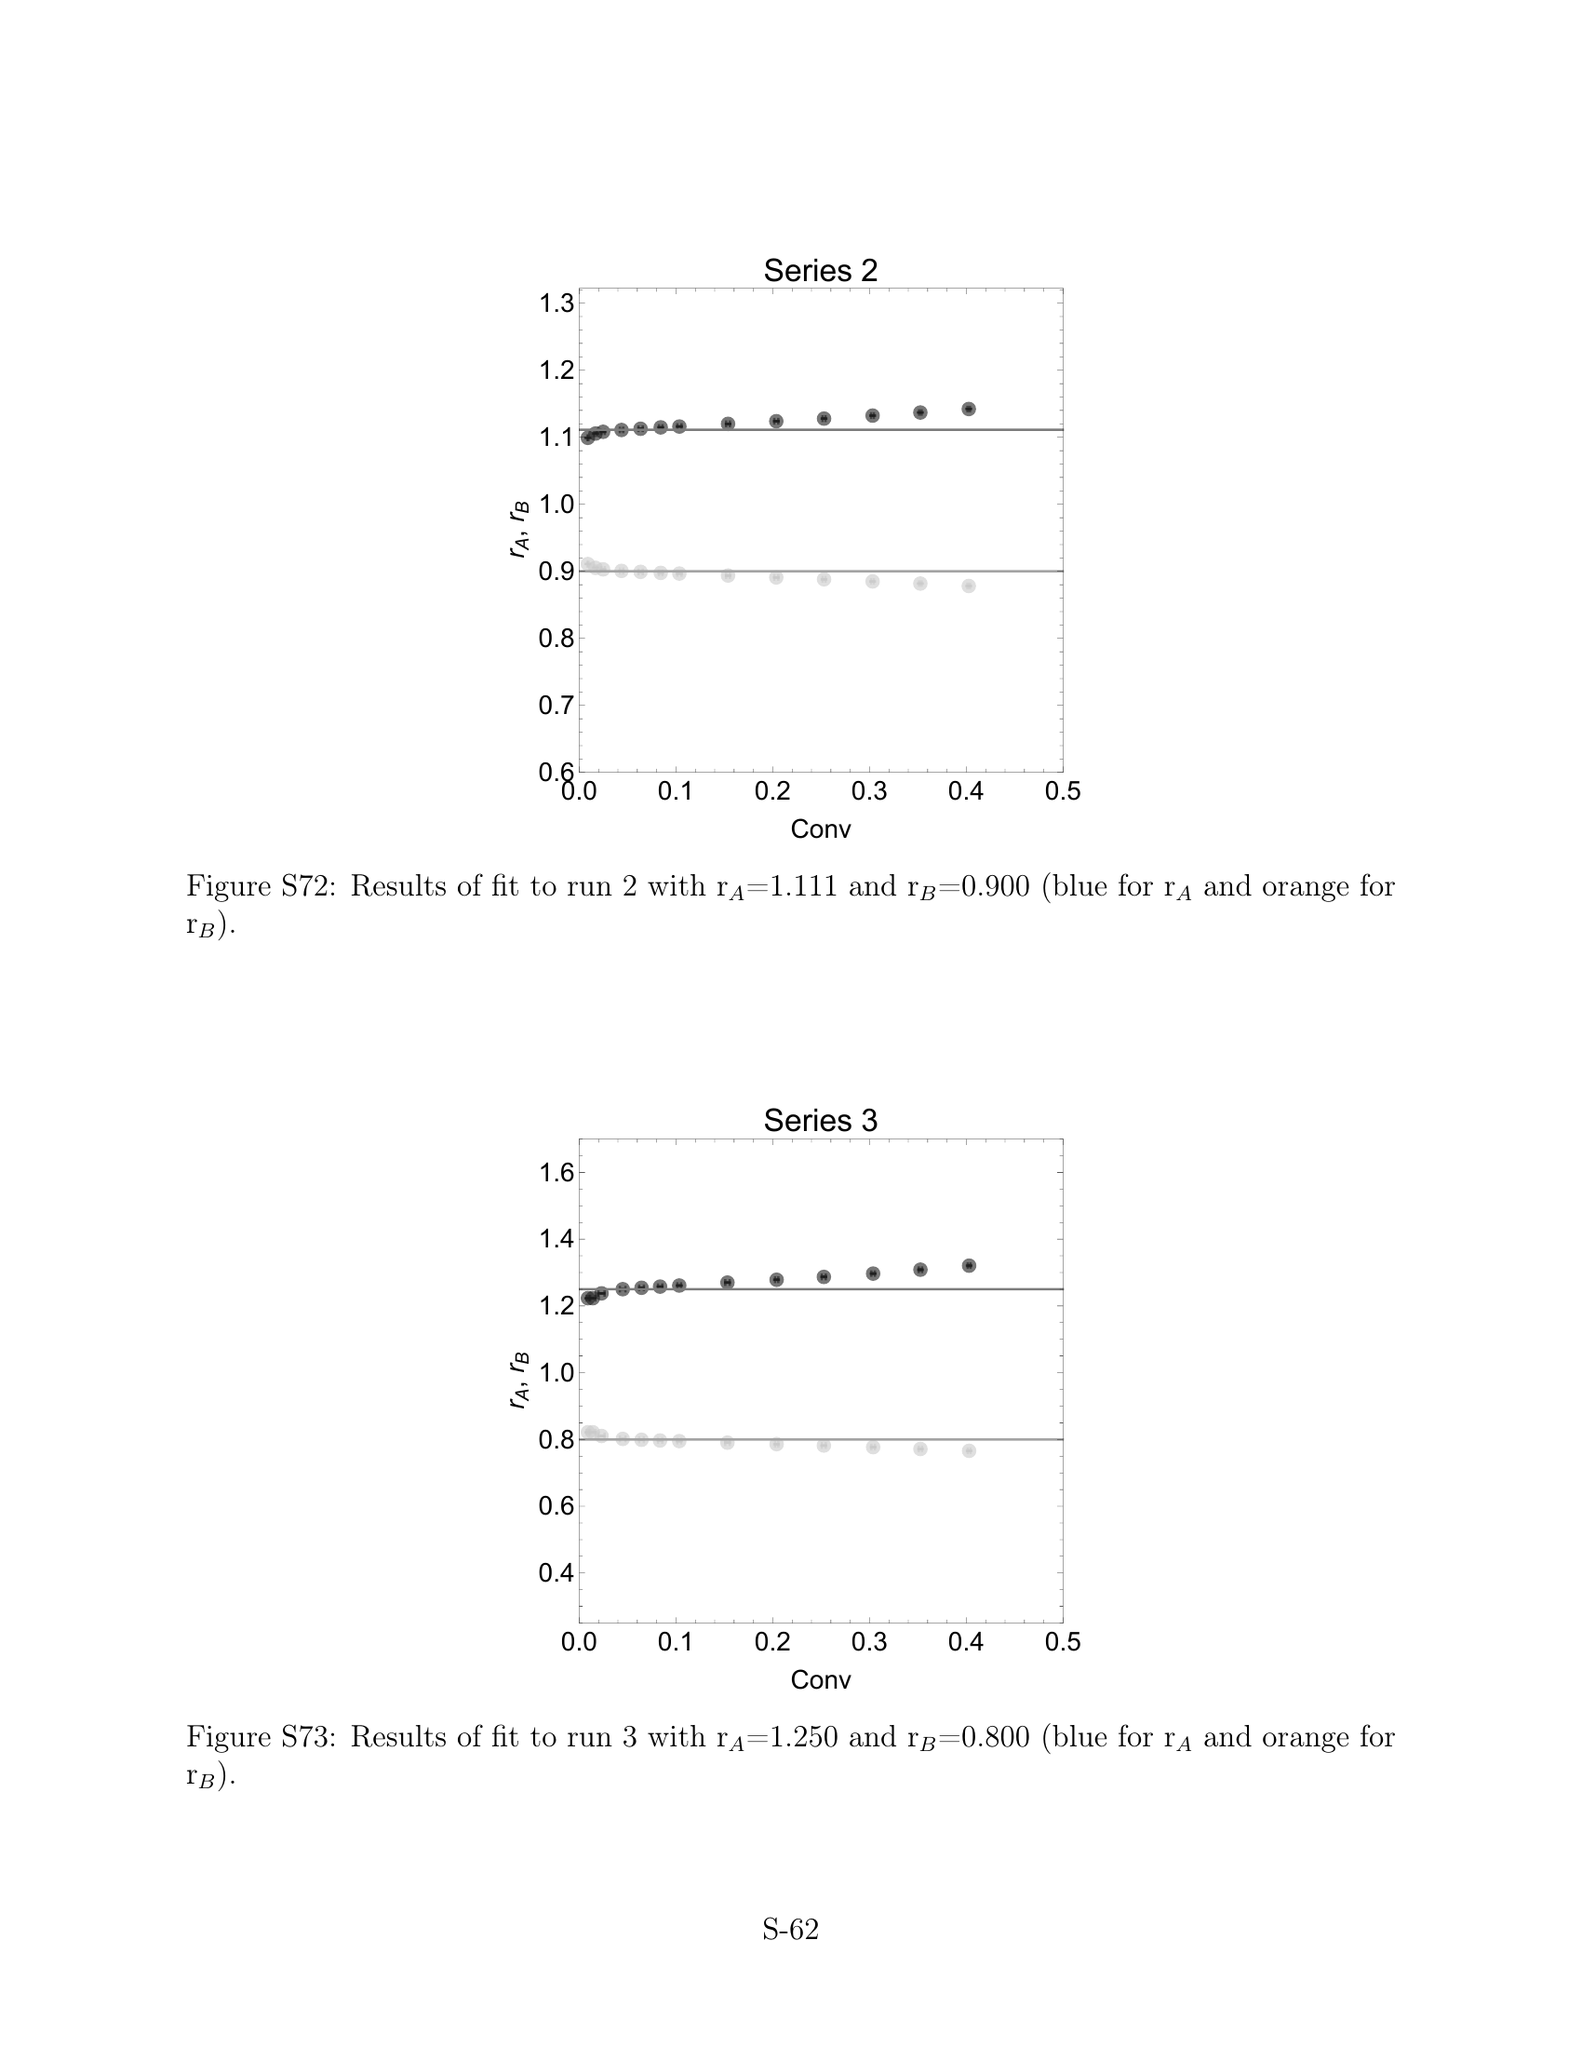 Series 2
1.3
1.2
1.1
1.0
0.9
0.8
0.7
0.6
r_A, r_B
0.0 0.1 0.2 0.3 0.4 0.5
Conv
Figure S72: Results of fit to run 2 with r_A=1.111 and r_B=0.900 (blue for r_A and orange for
r_B).
Series 3
1.6
1.4
1.2
1.0
0.8
0.6
0.4
r_A, r_B
0.0 0.1 0.2 0.3 0.4 0.5
Conv
Figure S73: Results of fit to run 3 with r_A=1.250 and r_B=0.800 (blue for r_A and orange for
r_B).
S-62